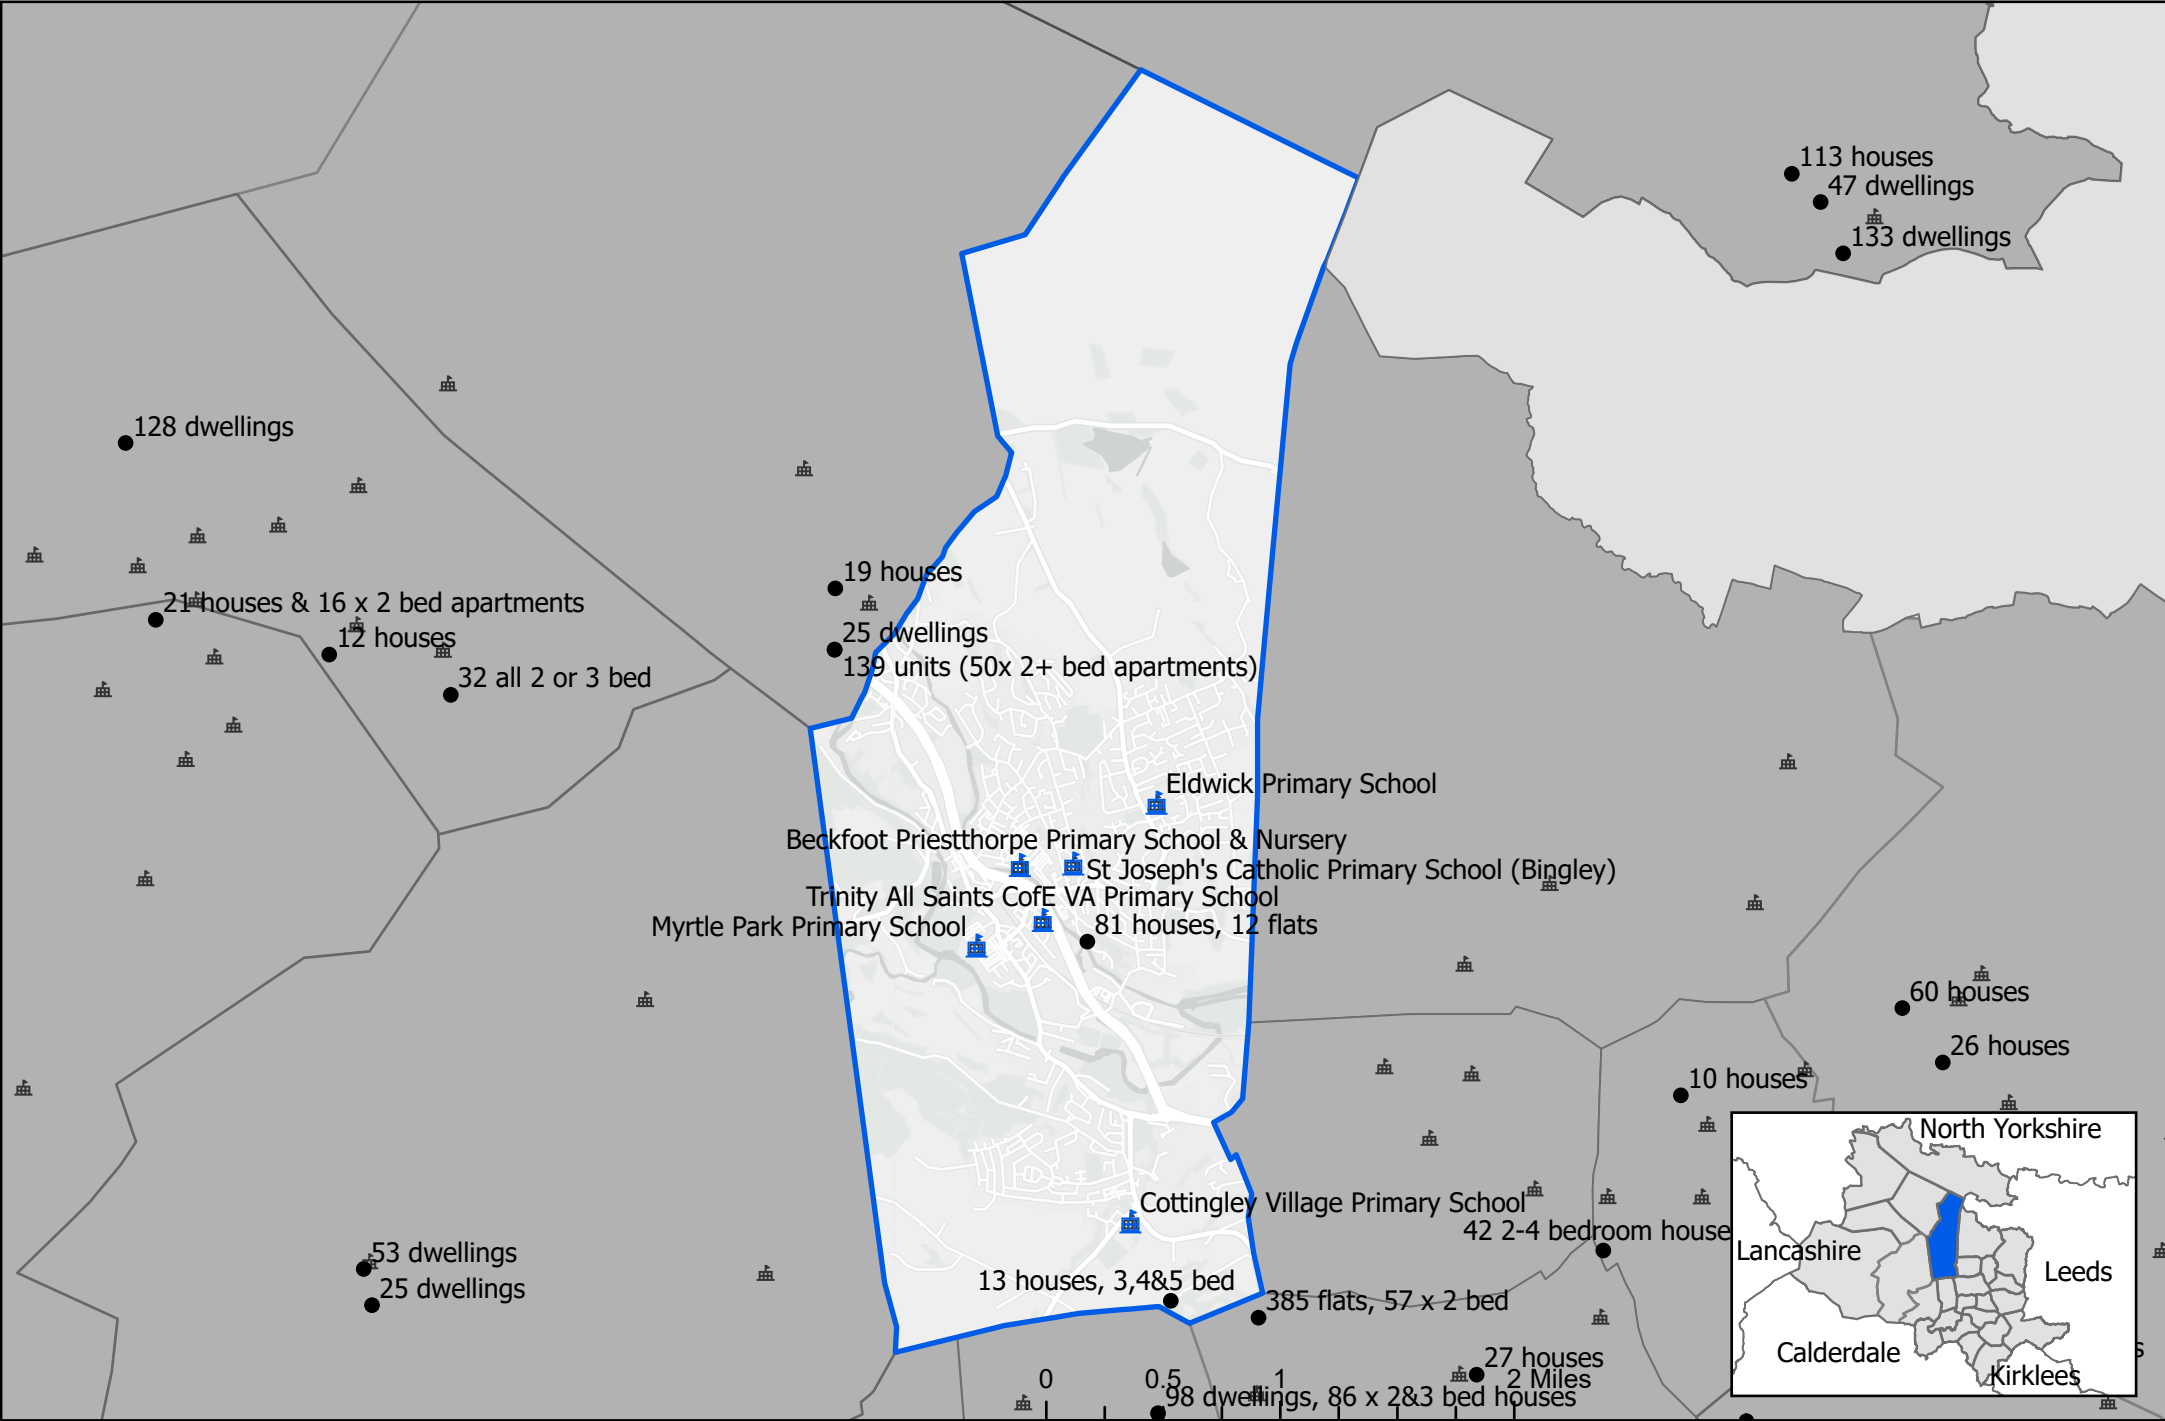 113 houses
47 dwellings
133 dwellings
128 dwellings
19 houses
21 houses & 16 x 2 bed apartments
25 dwellings
12 houses
139 units (50x 2+ bed apartments)
32 all 2 or 3 bed
Eldwick Primary School
Beckfoot Priestthorpe Primary School & Nursery
St Joseph's Catholic Primary School (Bingley)
Trinity All Saints CofE VA Primary School
Myrtle Park Primary School
81 houses, 12 flats
60 houses
26 houses
10 houses
Cottingley Village Primary School
42 2-4 bedroom house
53 dwellings
25 dwellings
13 houses, 3,4&5 bed
385 flats, 57 x 2 bed
27 houses
0 0.5 1 2 Miles
98 dwellings, 86 x 2&3 bed houses
North Yorkshire
Lancashire
Leeds
Calderdale
Kirklees
s